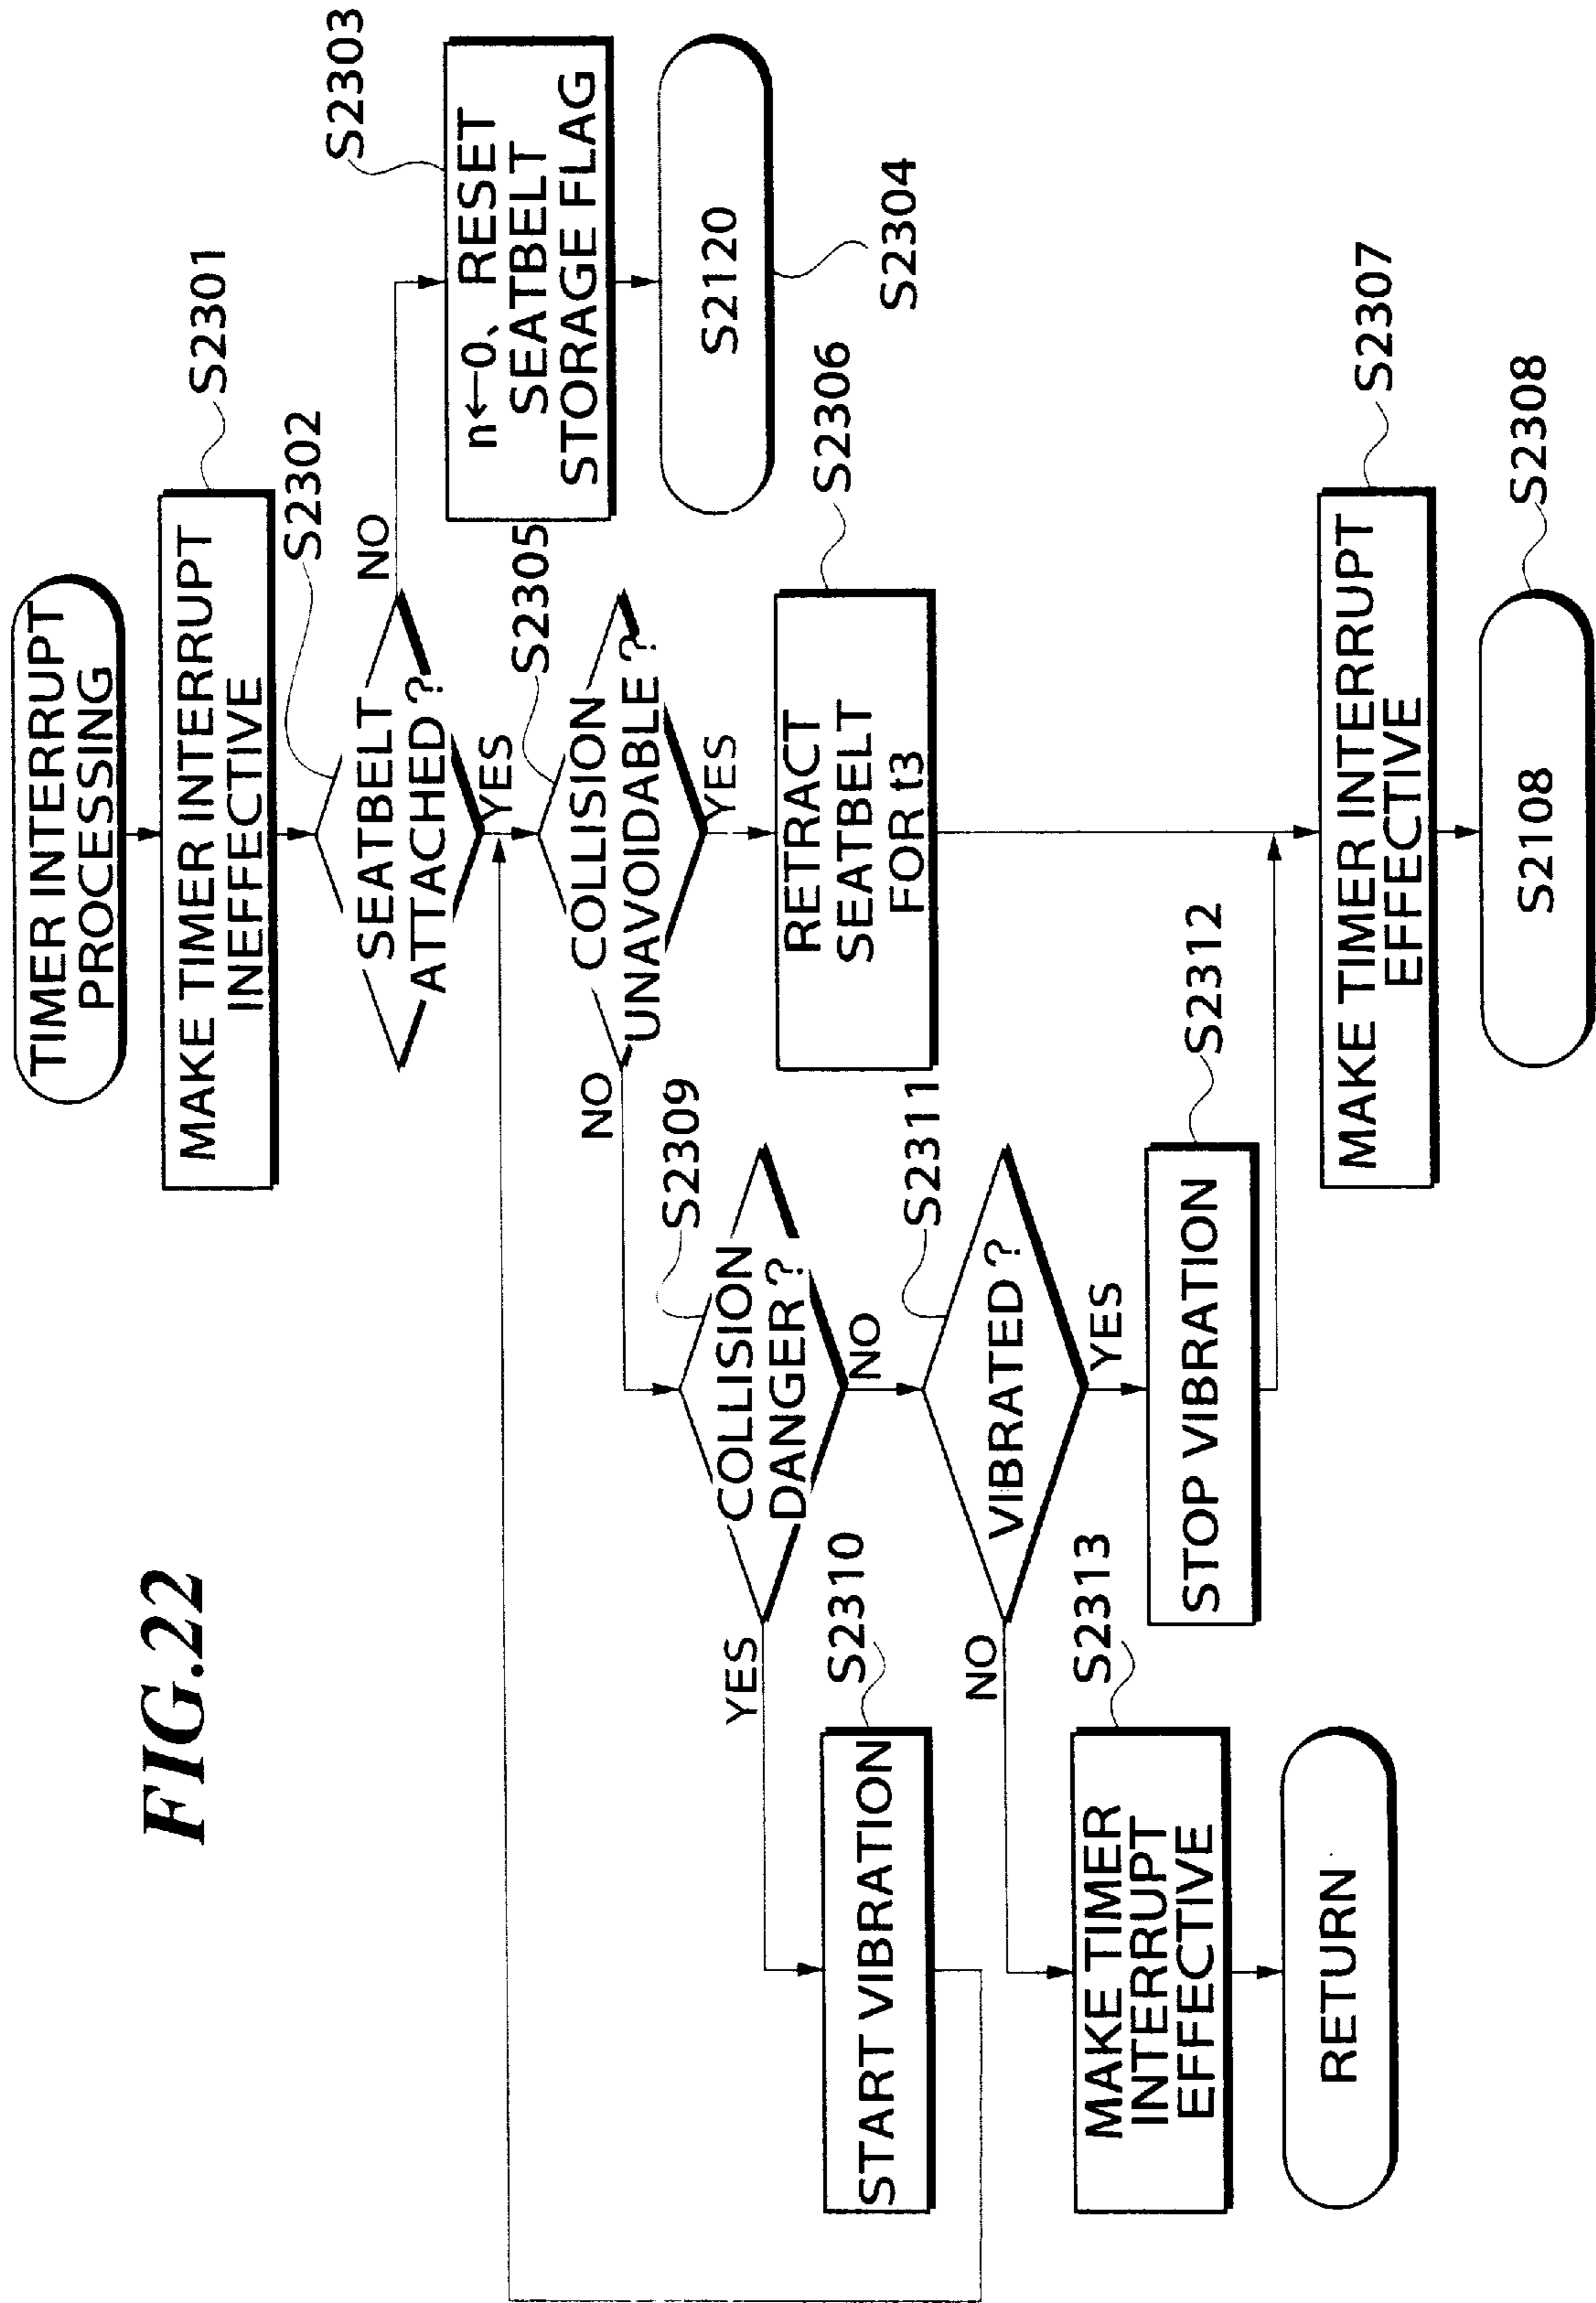 FIG.22
TIMER INTERRUPT
PROCESSING
MAKE TIMER INTERRUPT
INEFFECTIVE
S2301
S2302
SEATBELT
ATTACHED ?
NO
YES
S2303
n←0、RESET
SEATBELT
STORAGE FLAG
S2120
S2304
S2305
COLLISION
UNAVOIDABLE ?
NO
YES
S2306
RETRACT
SEATBELT
FOR t3
S2309
COLLISION
DANGER ?
YES
NO
S2310
START VIBRATION
S2311
VIBRATED ?
NO
YES
S2312
STOP VIBRATION
S2313
MAKE TIMER
INTERRUPT
EFFECTIVE
RETURN
S2307
MAKE TIMER INTERRUPT
EFFECTIVE
S2308
S2108